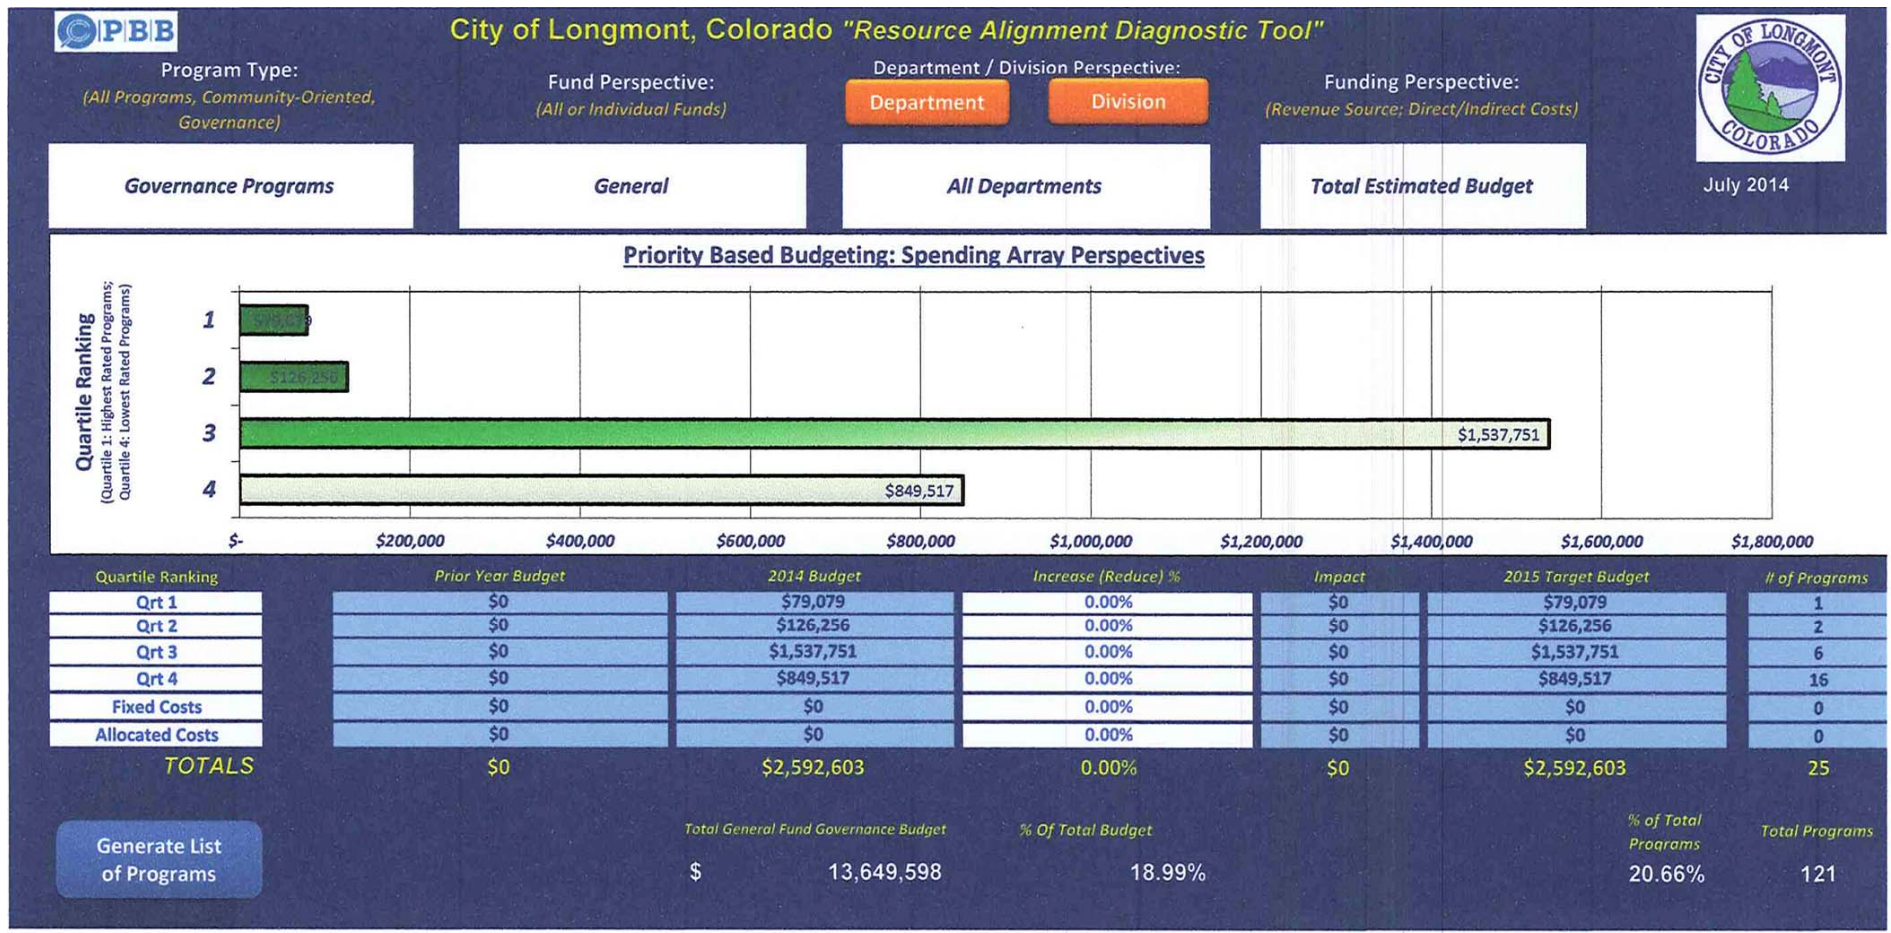 PBB
City of Longmont, Colorado "Resource Alignment Diagnostic Tool"
Program Type:
(All Programs, Community-Oriented,
Governance)
Fund Perspective:
(All or Individual Funds)
Department / Division Perspective:
Department Division
Funding Perspective:
(Revenue Source; Direct/Indirect Costs)
CITY OF LONGMONT
COLORADO
July 2014
Governance Programs General All Departments Total Estimated Budget
Priority Based Budgeting: Spending Array Perspectives
Quartile Ranking
(Quartile 1: Highest Rated Programs;
Quartile 4: Lowest Rated Programs)
1 $79,079
2 $126,256
3 $1,537,751
4 $849,517
$- $200,000 $400,000 $600,000 $800,000 $1,000,000 $1,200,000 $1,400,000 $1,600,000 $1,800,000
Quartile Ranking Prior Year Budget 2014 Budget Increase (Reduce) % Impact 2015 Target Budget # of Programs
Qrt 1 $0 $79,079 0.00% $0 $79,079 1
Qrt 2 $0 $126,256 0.00% $0 $126,256 2
Qrt 3 $0 $1,537,751 0.00% $0 $1,537,751 6
Qrt 4 $0 $849,517 0.00% $0 $849,517 16
Fixed Costs $0 $0 0.00% $0 $0 0
Allocated Costs $0 $0 0.00% $0 $0 0
TOTALS $0 $2,592,603 0.00% $0 $2,592,603 25
Generate List
of Programs
Total General Fund Governance Budget % Of Total Budget
$ 13,649,598 18.99%
% of Total
Programs
Total Programs
20.66% 121